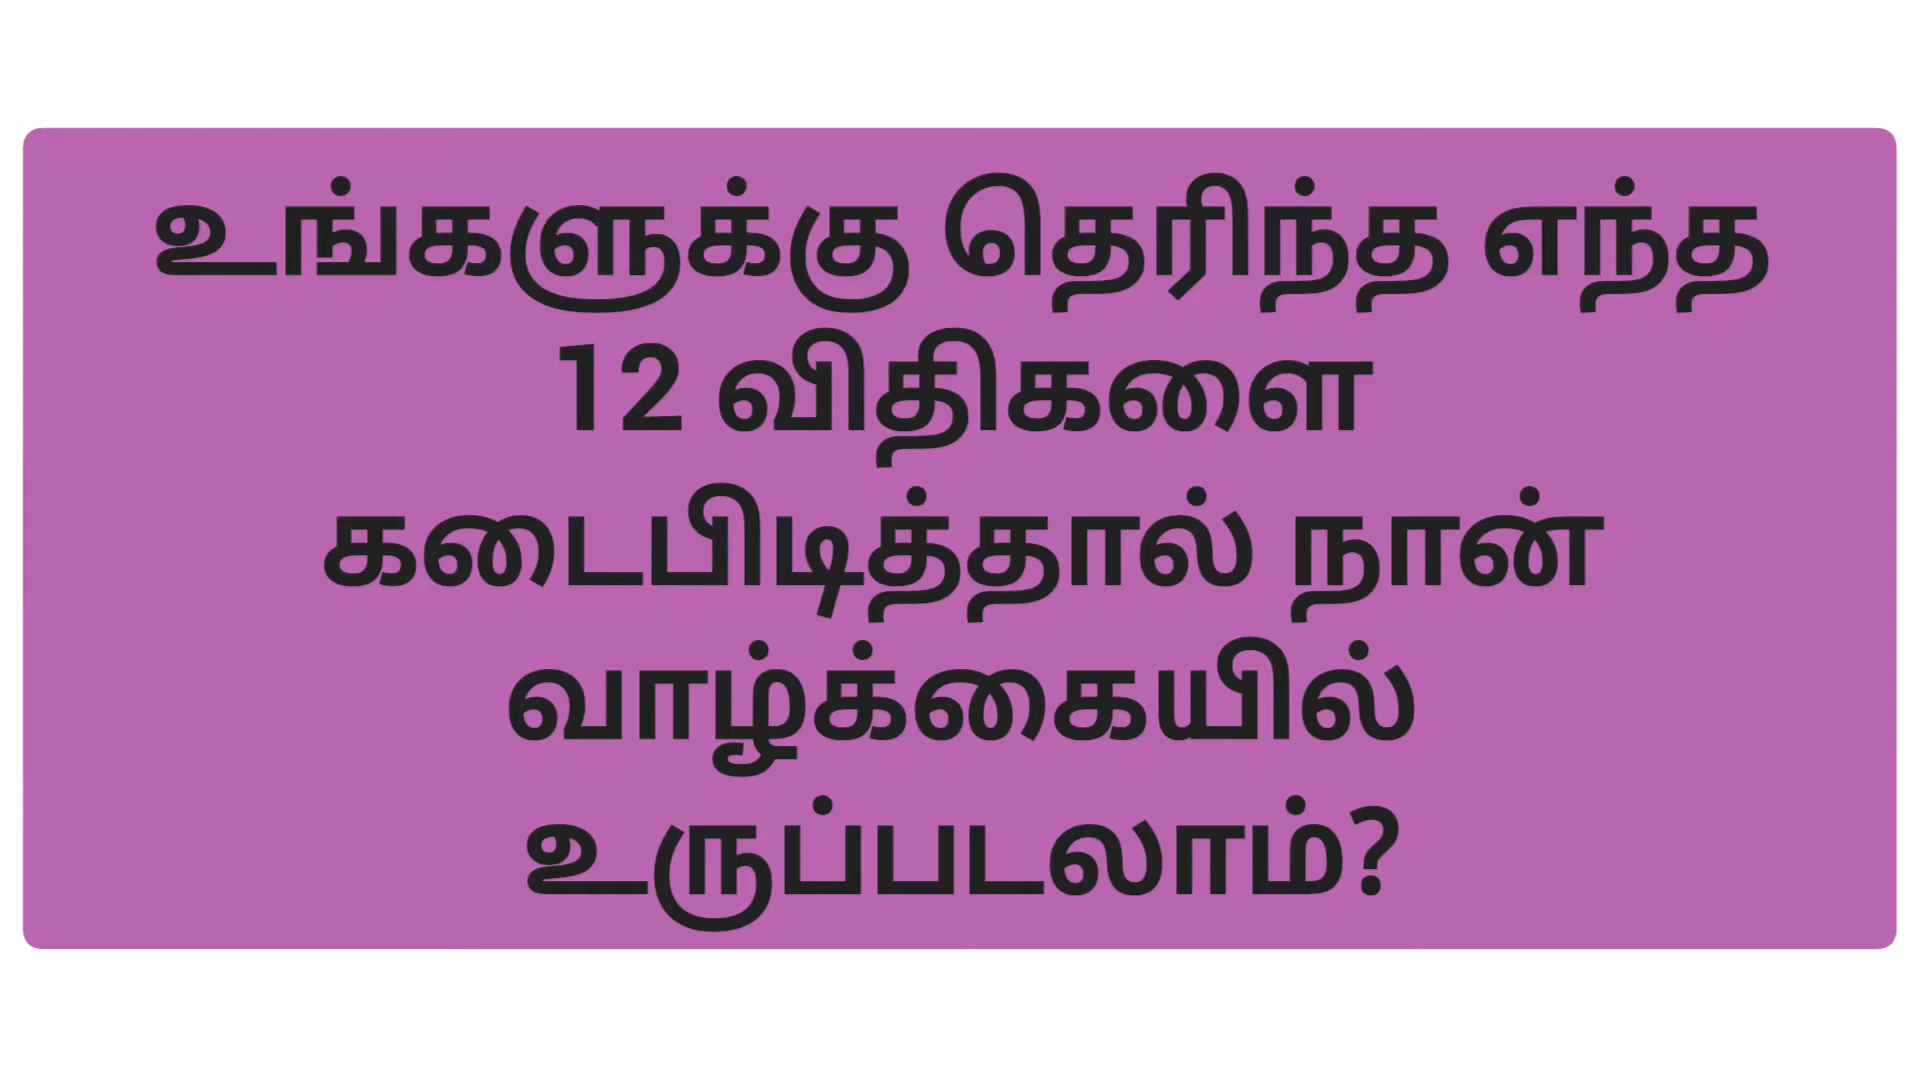 உங்களுக்கு தெரிந்த எந்த
12 விதிகளை
கடைபிடித்தால் நான்
வாழ்க்கையில்
உருப்படலாம்?